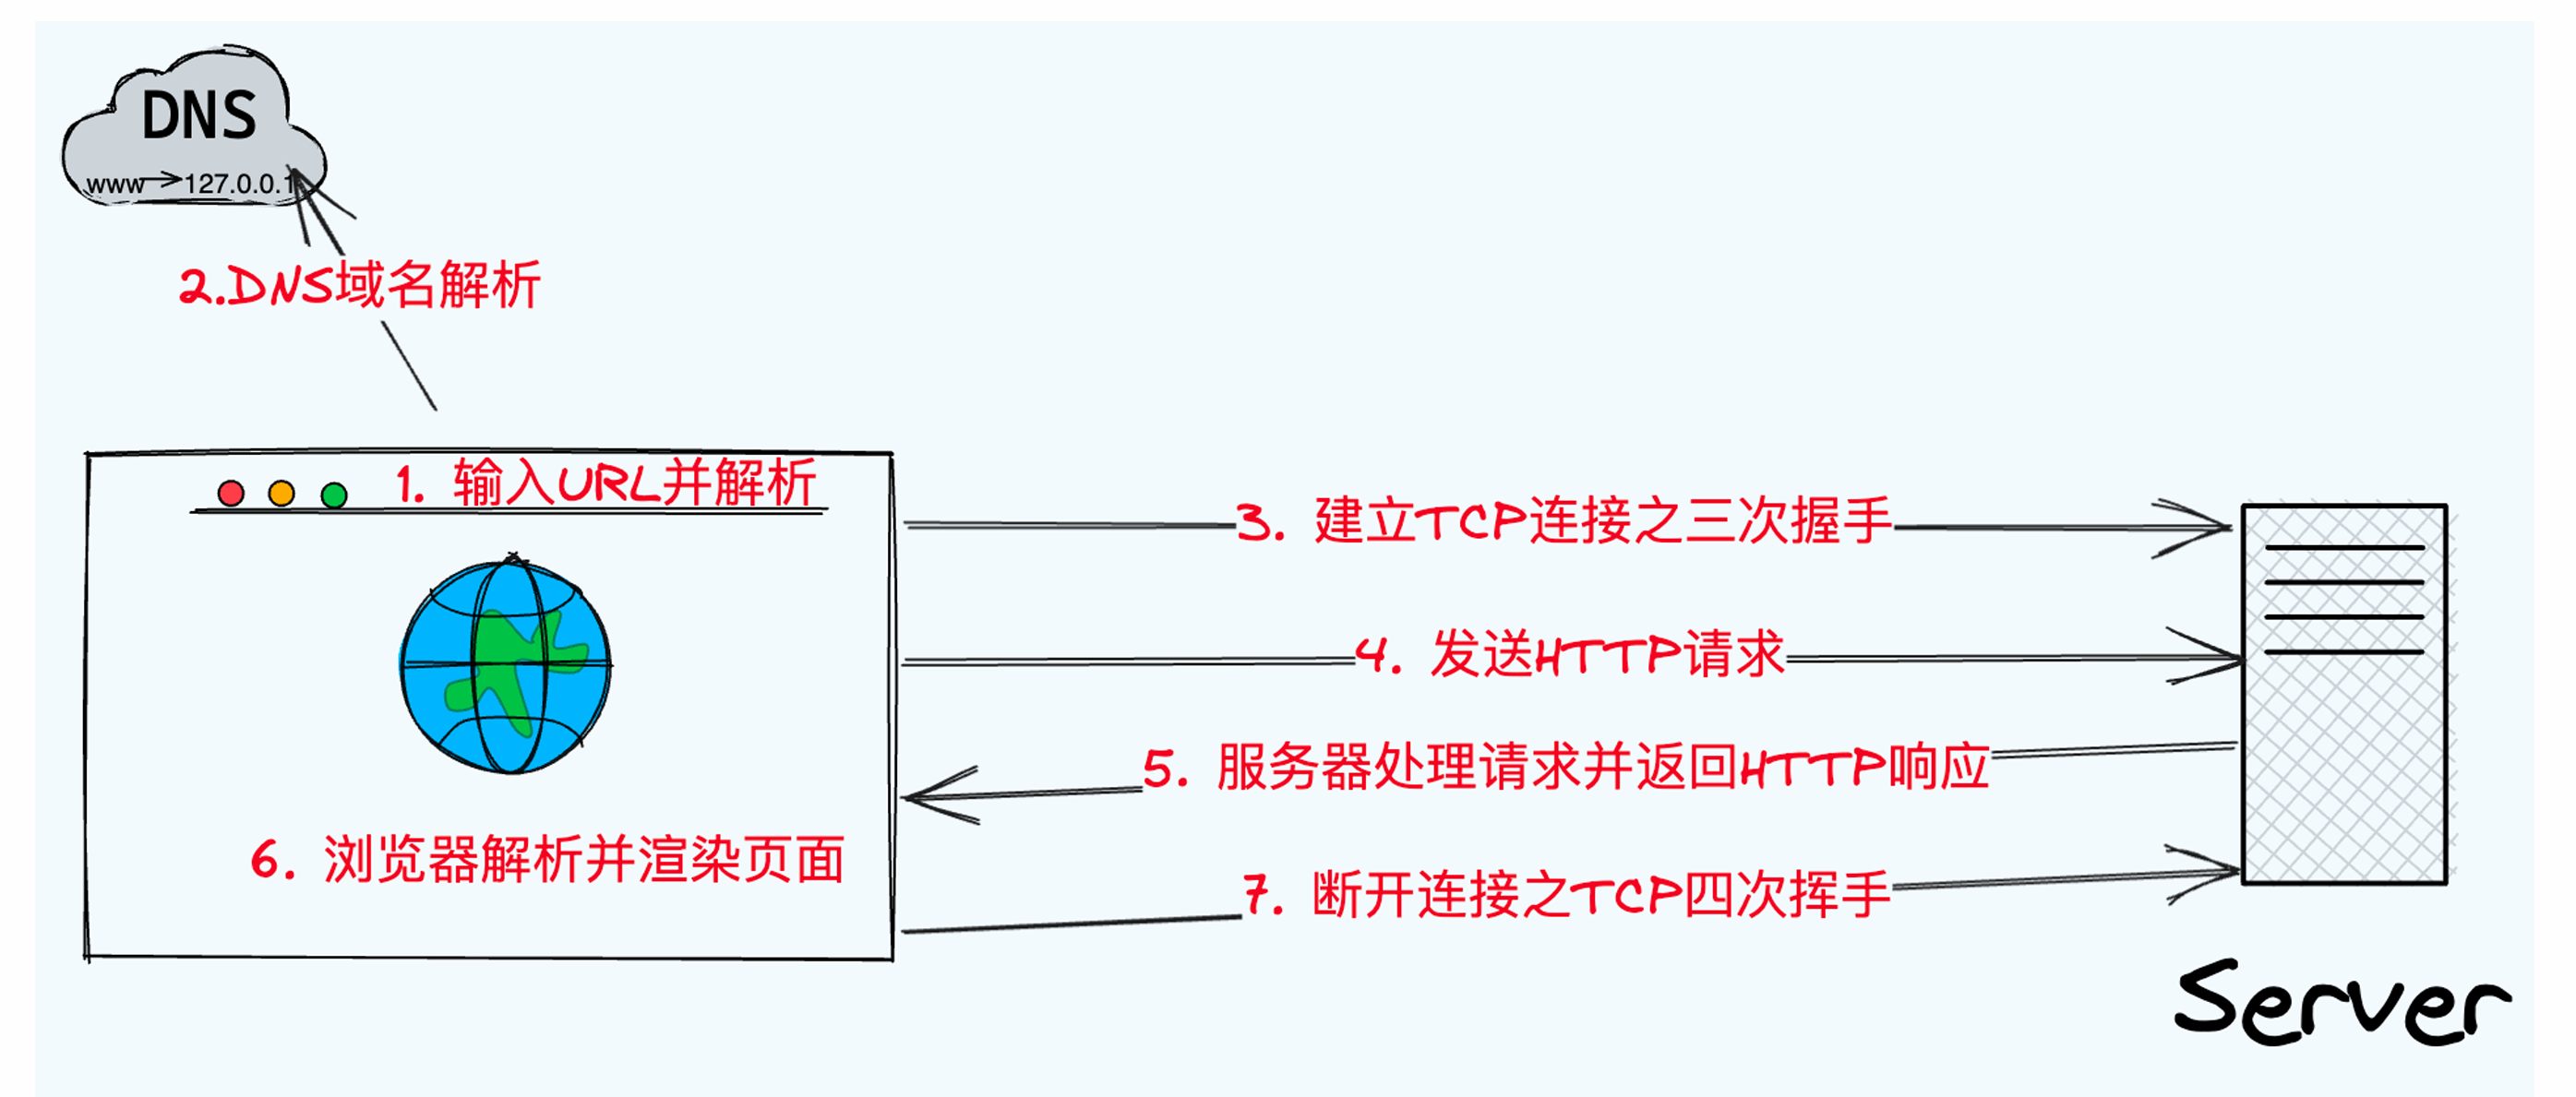 DNS
www→127.0.0.1
2.DNS域名解析
1. 输入URL并解析
3. 建立TCP连接之三次握手
4. 发送HTTP请求
5. 服务器处理请求并返回HTTP响应
6. 浏览器解析并渲染页面
7. 断开连接之TCP四次挥手
Server